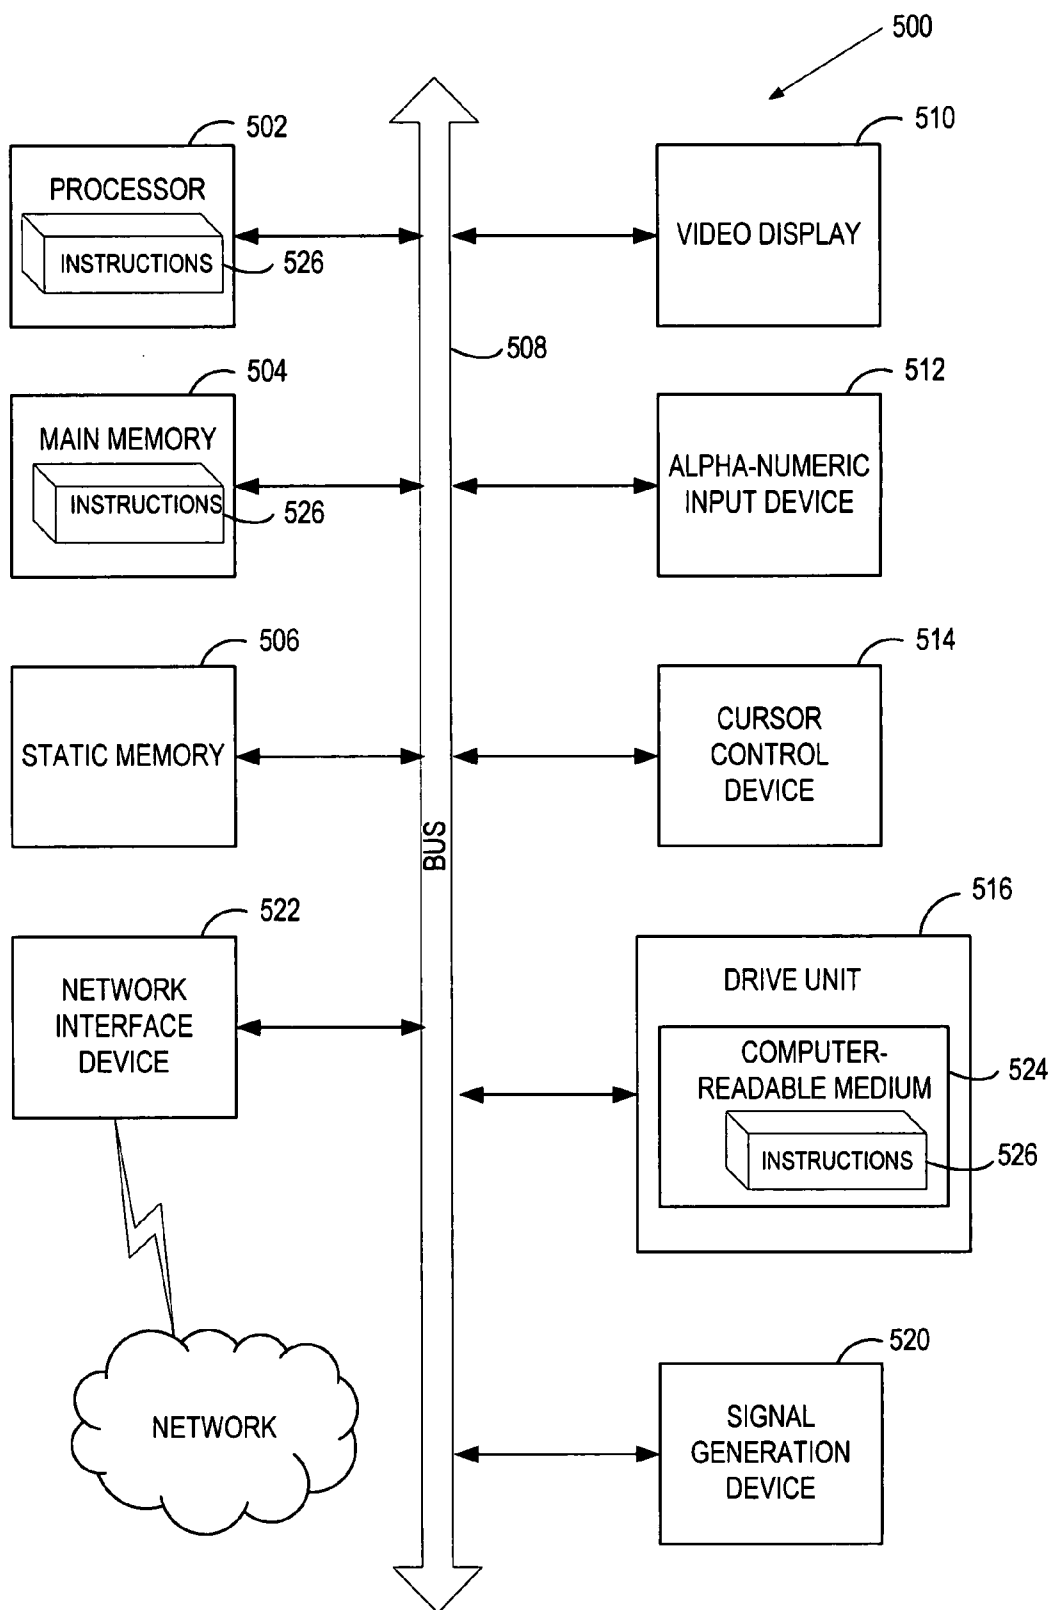 500
502
PROCESSOR
INSTRUCTIONS
526
504
MAIN MEMORY
INSTRUCTIONS
526
506
STATIC MEMORY
522
NETWORK
INTERFACE
DEVICE
NETWORK
BUS
508
510
VIDEO DISPLAY
512
ALPHA-NUMERIC
INPUT DEVICE
514
CURSOR
CONTROL
DEVICE
516
DRIVE UNIT
COMPUTER-
READABLE MEDIUM
524
INSTRUCTIONS
526
520
SIGNAL
GENERATION
DEVICE